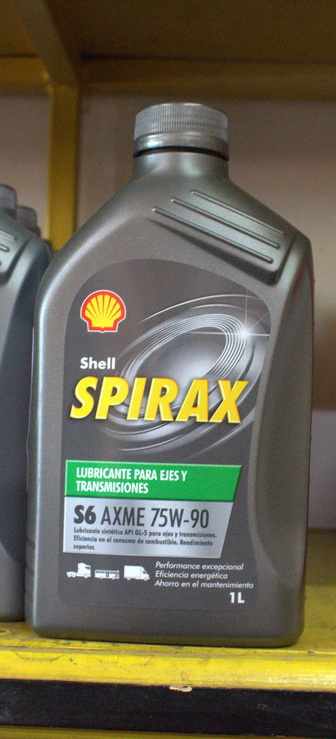 Shell
SPIRAX
LUBRICANTE PARA EJES Y
TRANSMISIONES
S6 AXME 75W-90
Lubricante sintético API GL-5 para ejes y transmisiones.
Eficiencia en el consumo de combustible. Rendimiento
superior.
Performance excepcional
Eficiencia energética
Ahorro en el mantenimiento
1L